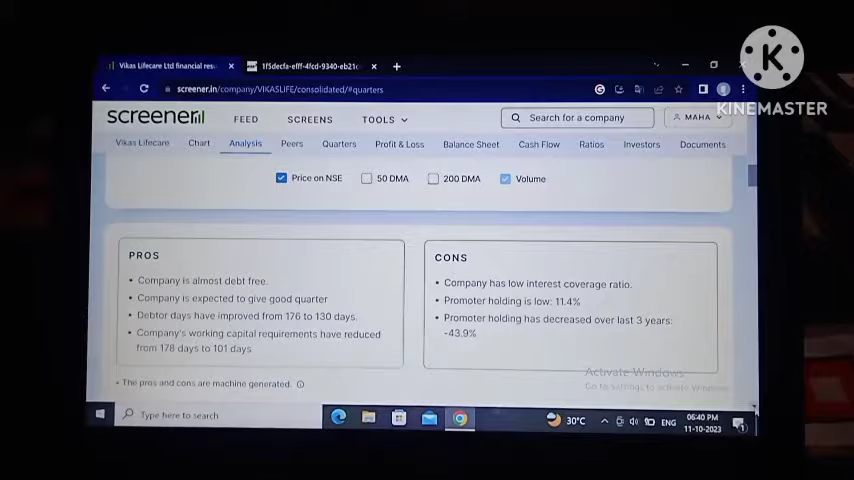 Vikas Lifecare Ltd financial res
1f5decfa-efff-4fcd-9340-eb21c
screener.in/company/VIKASLIFE/consolidated/#quarters
K
KINEMASTER
screener
FEED
SCREENS
TOOLS
Search for a company
MAHA
Vikas Lifecare
Chart
Analysis
Peers
Quarters
Profit & Loss
Balance Sheet
Cash Flow
Ratios
Investors
Documents
Price on NSE
50 DMA
200 DMA
Volume
PROS
• Company is almost debt free.
• Company is expected to give good quarter
• Debtor days have improved from 176 to 130 days.
• Company's working capital requirements have reduced
from 178 days to 101 days
CONS
• Company has low interest coverage ratio.
• Promoter holding is low: 11.4%
• Promoter holding has decreased over last 3 years:
-43.9%
• The pros and cons are machine generated.
Activate Windows
Go to Settings to activate Windows.
Type here to search
30°C
ENG
06:40 PM
11-10-2023
1